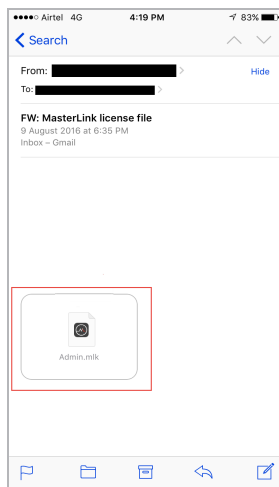 Airtel 4G 4:19 PM 83%
Search
From: Hide
To:
FW: MasterLink license file
9 August 2016 at 6:35 PM
Inbox – Gmail
Admin.mlk